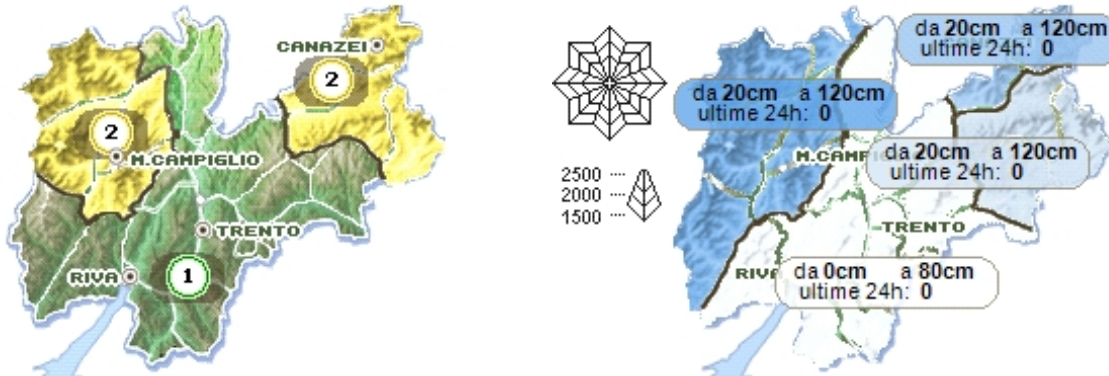 CANAZEI
2
2
M.CAMPIGLIO
TRENTO
RIVA
1
da 20cm a 120cm
ultime 24h: 0
da 20cm a 120cm
ultime 24h: 0
da 20cm a 120cm
ultime 24h: 0
M.CAMPI
2500
2000
1500
TRENTO
RIVA
da 0cm a 80cm
ultime 24h: 0